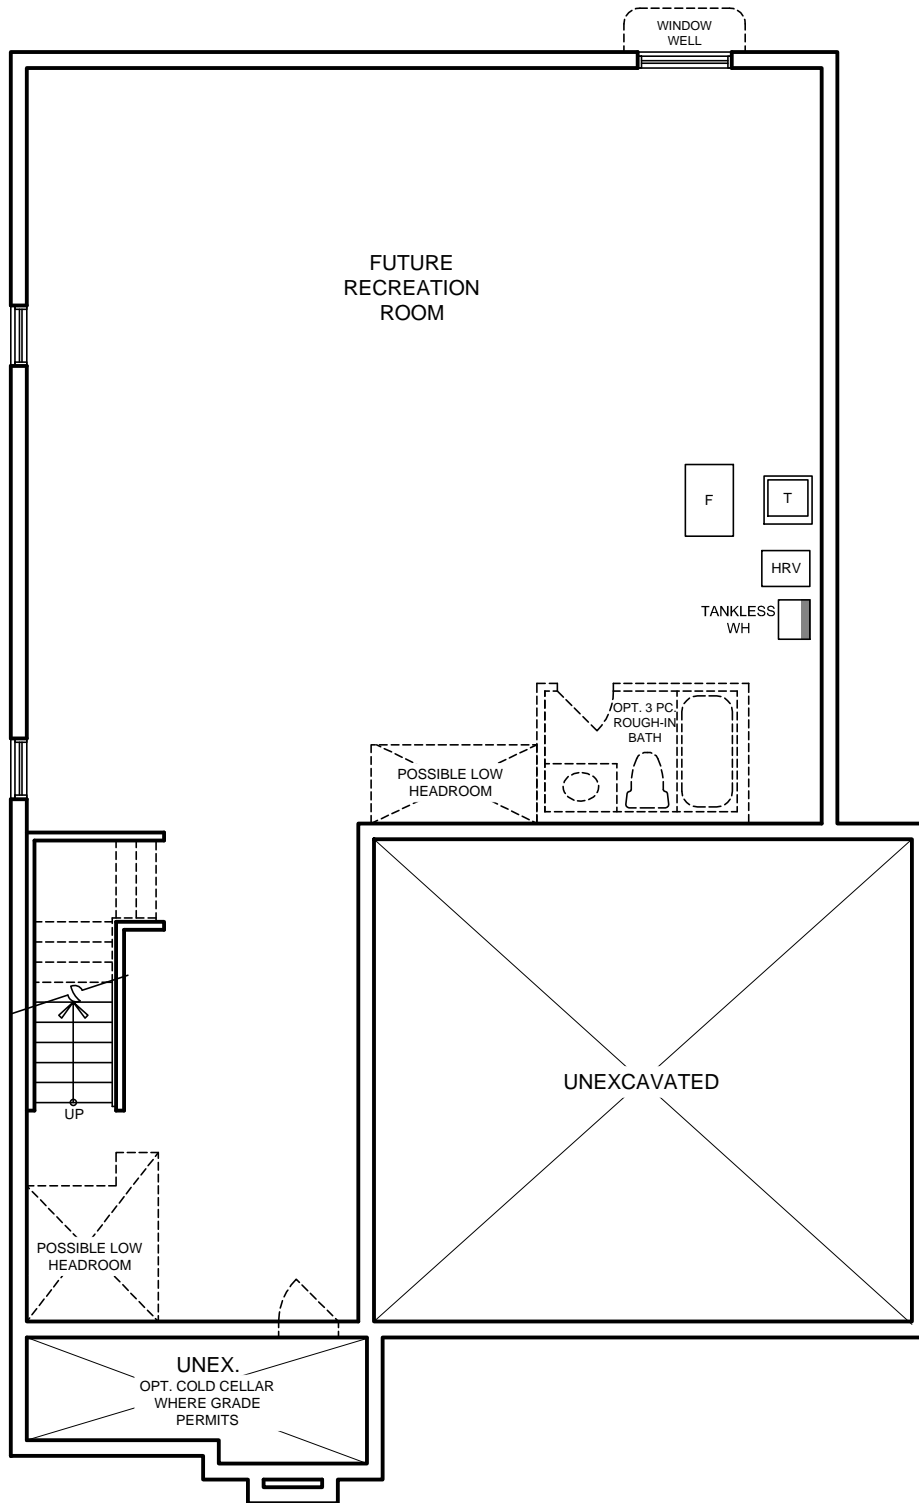 WINDOW
WELL
FUTURE
RECREATION
ROOM
F
T
HRV
TANKLESS
WH
OPT. 3 PC.
ROUGH-IN
BATH
POSSIBLE LOW
HEADROOM
UNEXCAVATED
UP
POSSIBLE LOW
HEADROOM
UNEX.
OPT. COLD CELLAR
WHERE GRADE
PERMITS